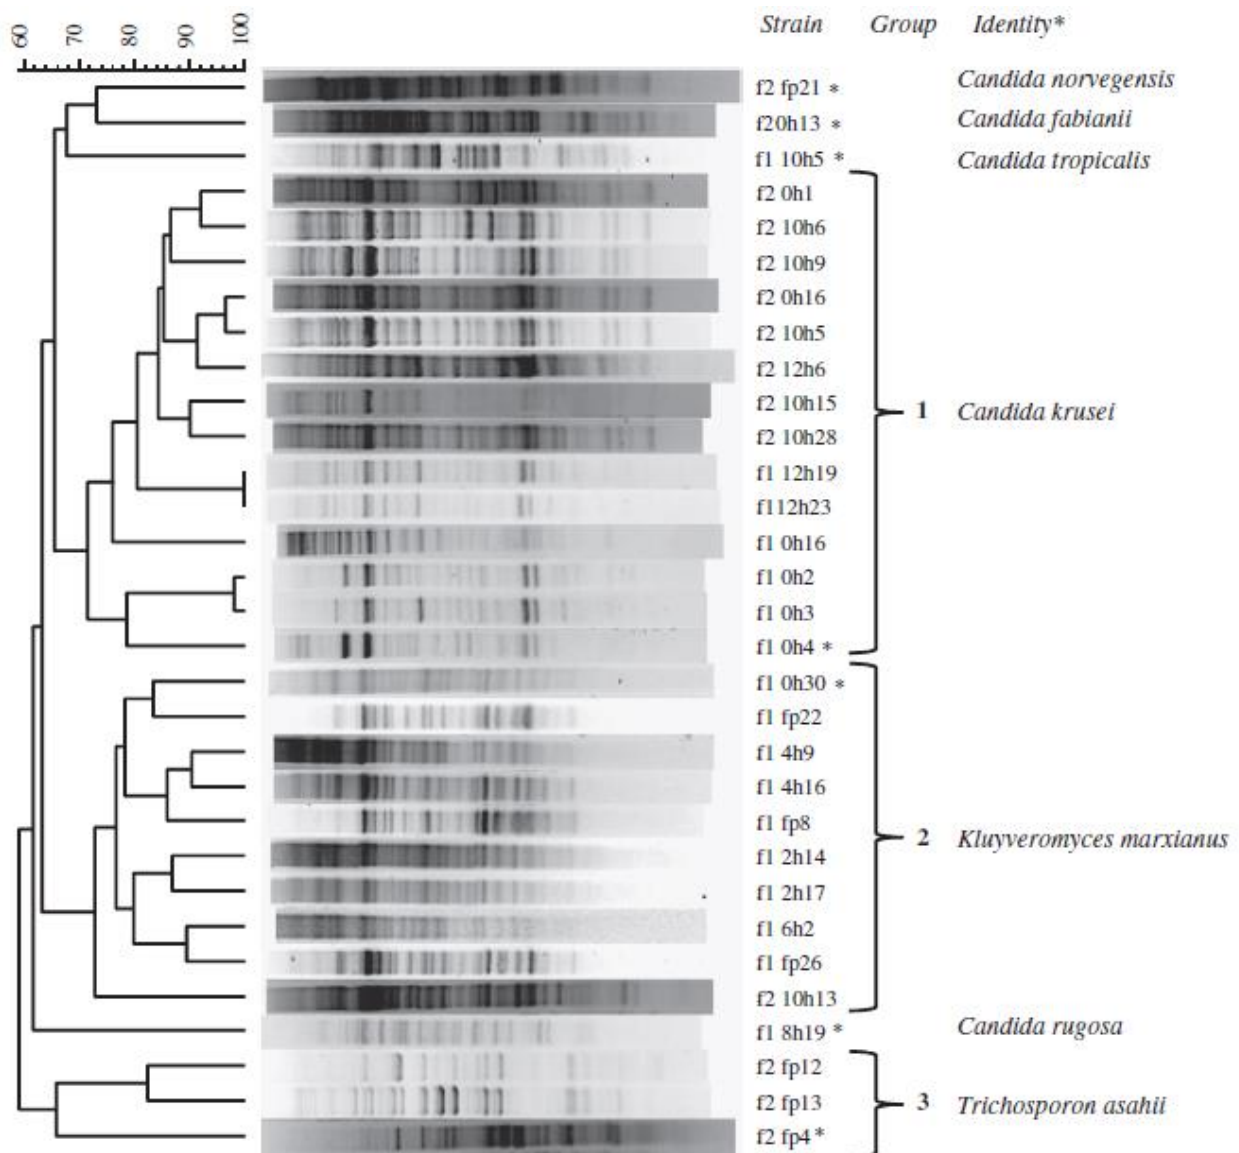 60 70 80 90 100
Strain Group Identity*
f2 fp21 * Candida norvegensis
f20h13 * Candida fabianii
f1 10h5 * Candida tropicalis
f2 0h1
f2 10h6
f2 10h9
f2 0h16
f2 10h5
f2 12h6
f2 10h15
1 Candida krusei
f2 10h28
f1 12h19
f112h23
f1 0h16
f1 0h2
f1 0h3
f1 0h4 *
f1 0h30 *
f1 fp22
f1 4h9
f1 4h16
f1 fp8
2 Kluyveromyces marxianus
f1 2h14
f1 2h17
f1 6h2
f1 fp26
f2 10h13
f1 8h19 * Candida rugosa
f2 fp12
f2 fp13 3 Trichosporon asahii
f2 fp4 *